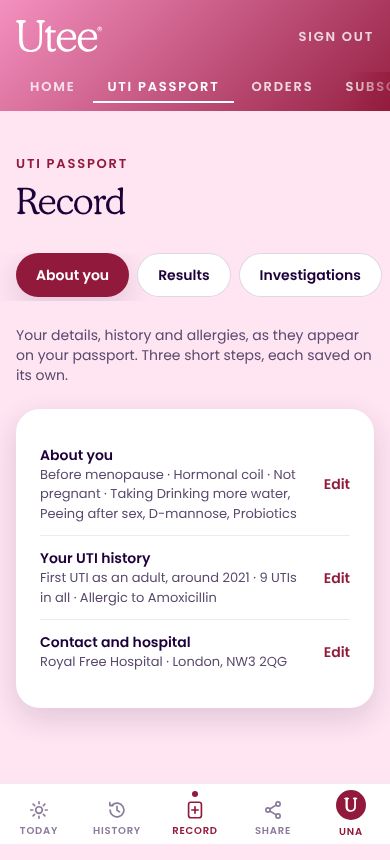 Utee®
SIGN OUT
HOME UTI PASSPORT ORDERS SUBSC
UTI PASSPORT
Record
About you Results Investigations
Your details, history and allergies, as they appear
on your passport. Three short steps, each saved on
its own.
About you
Before menopause · Hormonal coil · Not
pregnant · Taking Drinking more water,
Peeing after sex, D-mannose, Probiotics
Edit
Your UTI history
First UTI as an adult, around 2021 · 9 UTIs
in all · Allergic to Amoxicillin
Edit
Contact and hospital
Royal Free Hospital · London, NW3 2QG
Edit
TODAY HISTORY RECORD SHARE U UNA